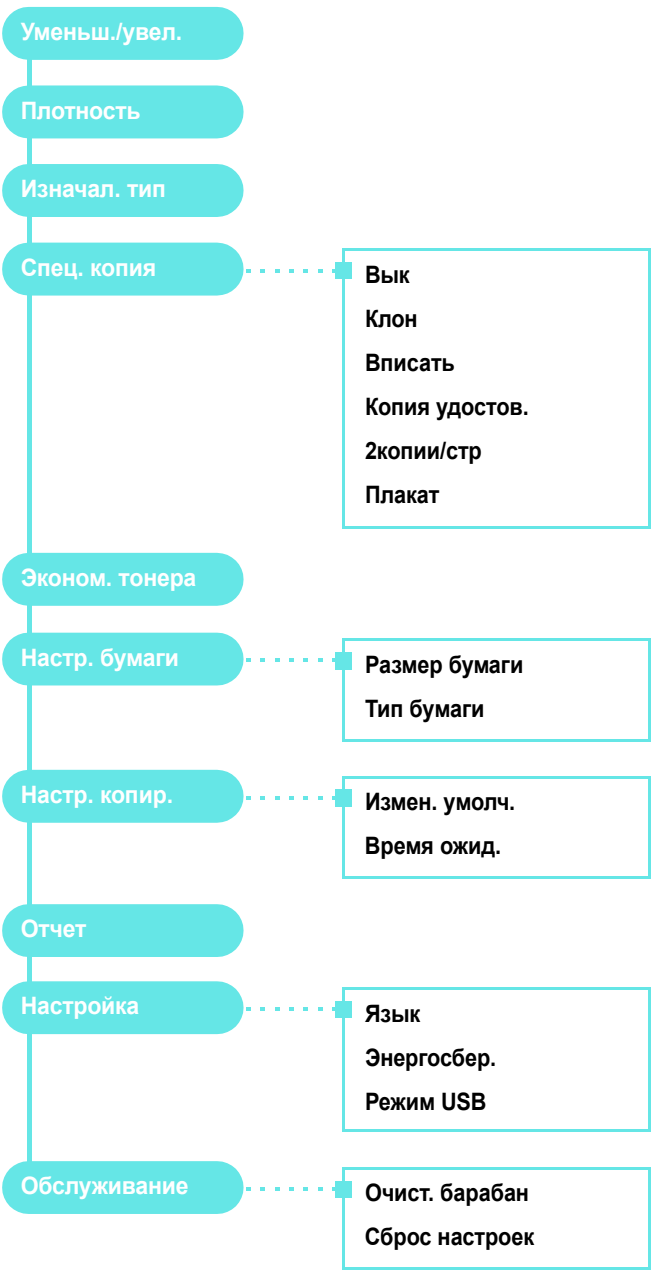 Уменьш./увел.
Плотность
Изначал. тип
Спец. копия
Вык
Клон
Вписать
Копия удостов.
2копии/стр
Плакат
Эконом. тонера
Настр. бумаги
Размер бумаги
Тип бумаги
Настр. копир.
Измен. умолч.
Время ожид.
Отчет
Настройка
Язык
Энергосбер.
Режим USB
Обслуживание
Очист. барабан
Сброс настроек